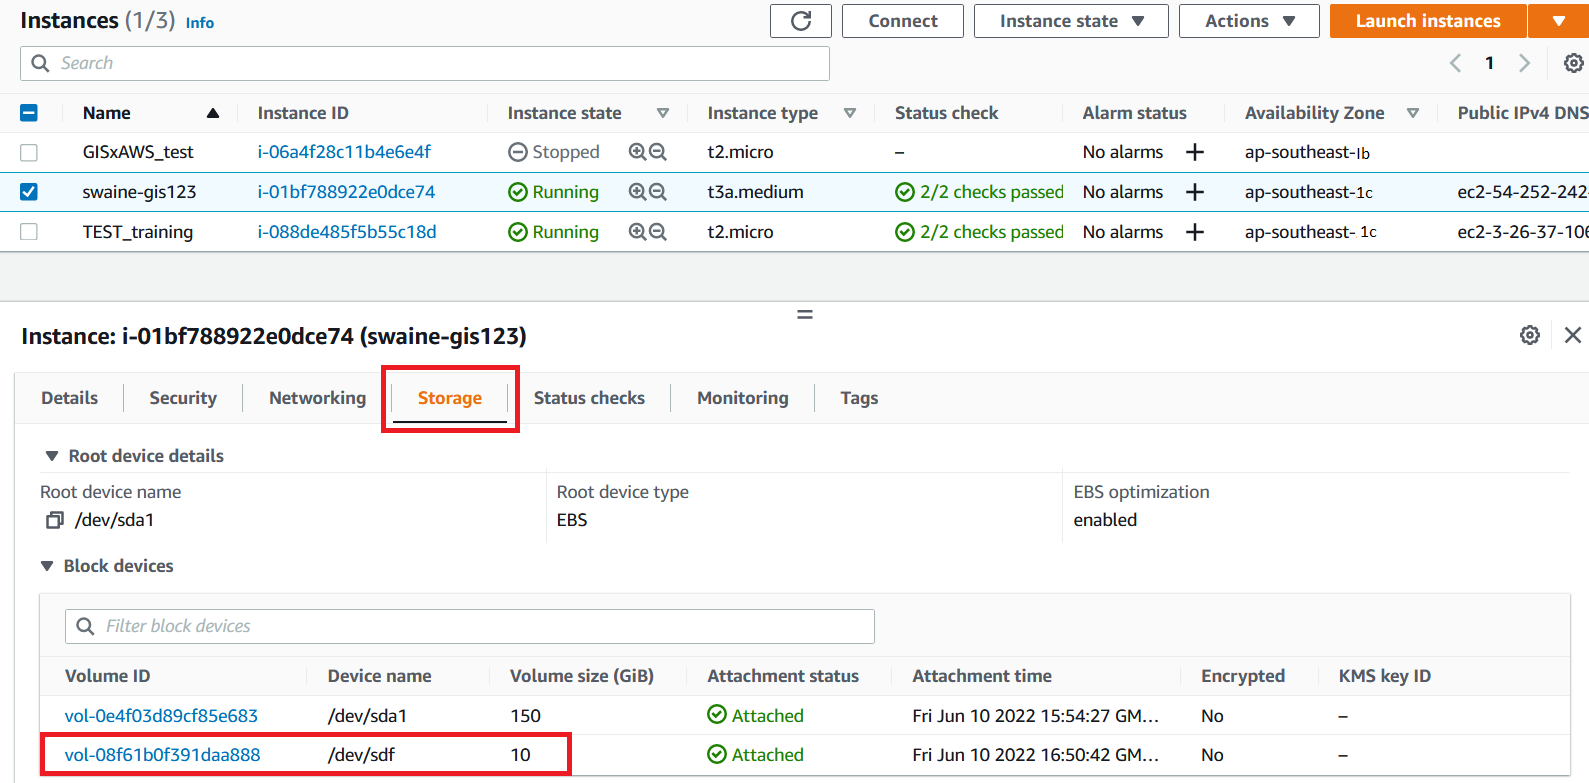 Instances (1/3) Info Connect Instance state Actions Launch instances
Search 1
Name Instance ID Instance state Instance type Status check Alarm status Availability Zone Public IPv4 DNS
GISxAWS_test i-06a4f28c11b4e6e4f Stopped t2.micro – No alarms + ap-southeast-1b
swaine-gis123 i-01bf788922e0dce74 Running t3a.medium 2/2 checks passed No alarms + ap-southeast-1c ec2-54-252-242-
TEST_training i-088de485f5b55c18d Running t2.micro 2/2 checks passed No alarms + ap-southeast-1c ec2-3-26-37-106
Instance: i-01bf788922e0dce74 (swaine-gis123)
Details Security Networking Storage Status checks Monitoring Tags
Root device details
Root device name Root device type EBS optimization
/dev/sda1 EBS enabled
Block devices
Filter block devices
Volume ID Device name Volume size (GiB) Attachment status Attachment time Encrypted KMS key ID
vol-0e4f03d89cf85e683 /dev/sda1 150 Attached Fri Jun 10 2022 15:54:27 GM... No –
vol-08f61b0f391daa888 /dev/sdf 10 Attached Fri Jun 10 2022 16:50:42 GM... No –